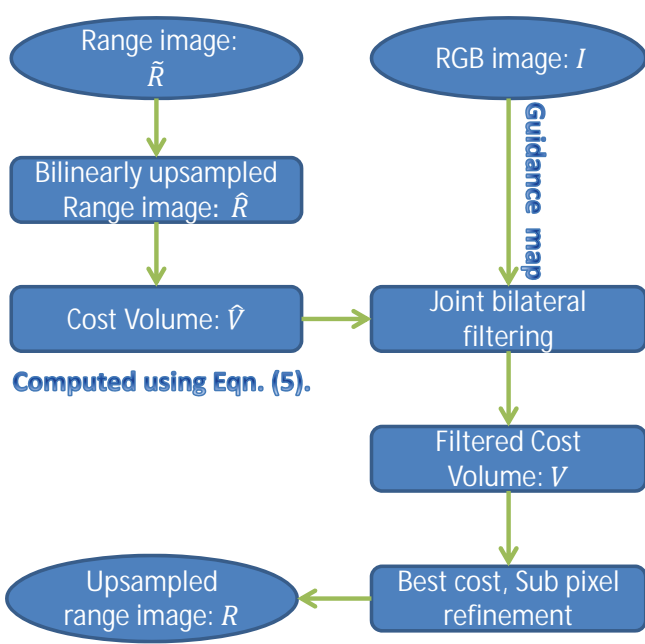 Range image:
R̃
RGB image: I
Guidance map
Bilinearly upsampled
Range image: R̂
Cost Volume: V̂
Joint bilateral
filtering
Computed using Eqn. (5).
Filtered Cost
Volume: V
Upsampled
range image: R
Best cost, Sub pixel
refinement